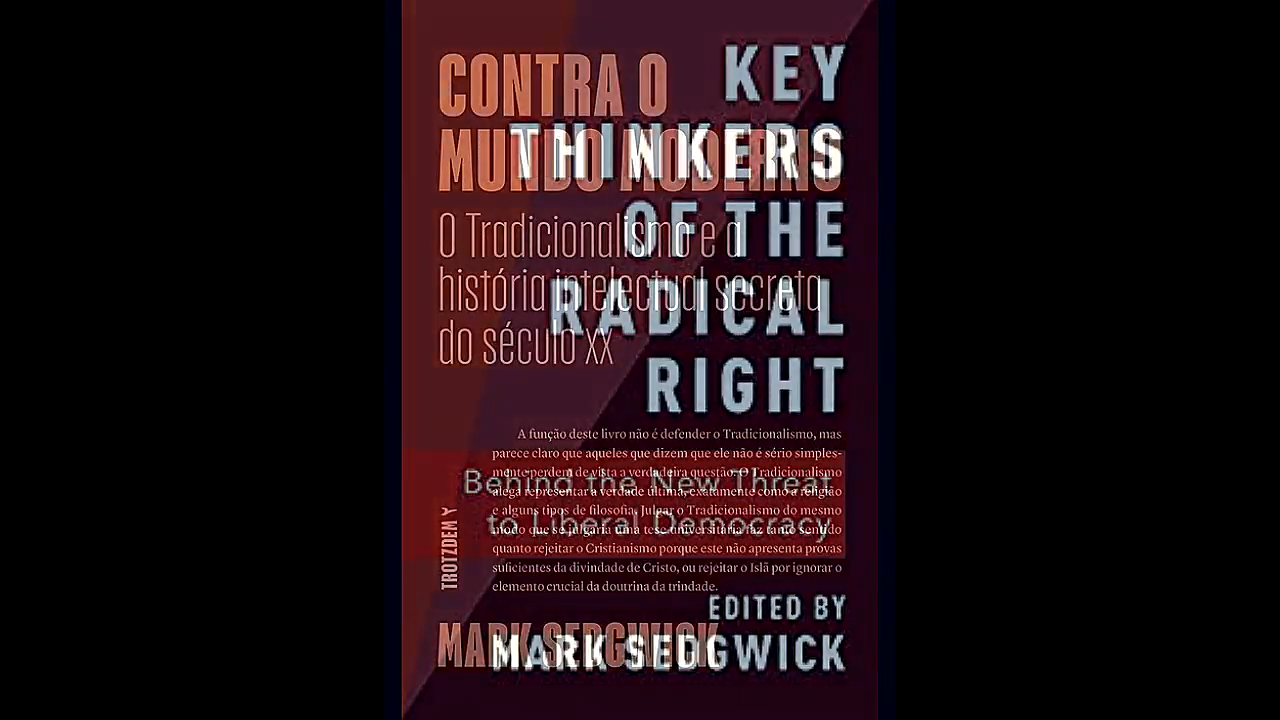 CONTRA O
MUNDO MODERNO
O Tradicionalismo e a
história intelectual secreta
do século xx
KEY
THINKERS
OF THE
RADICAL
RIGHT
A função deste livro não é defender o Tradicionalismo, mas
parece claro que aqueles que dizem que ele não é sério simples-
mente perdem de vista a verdadeira questão. O Tradicionalismo
alega representar a verdade última, exatamente como a religião
e alguns tipos de filosofia. Julgar o Tradicionalismo do mesmo
modo que se julgaria uma tese universitária faz tanto sentido
quanto rejeitar o Cristianismo porque este não apresenta provas
suficientes da divindade de Cristo, ou rejeitar o Islã por ignorar o
elemento crucial da doutrina da trindade.
Behind the New Threat
to Liberal Democracy
TROTZDEM Y
MARK SEDGWICK
EDITED BY
MARK SEDGWICK